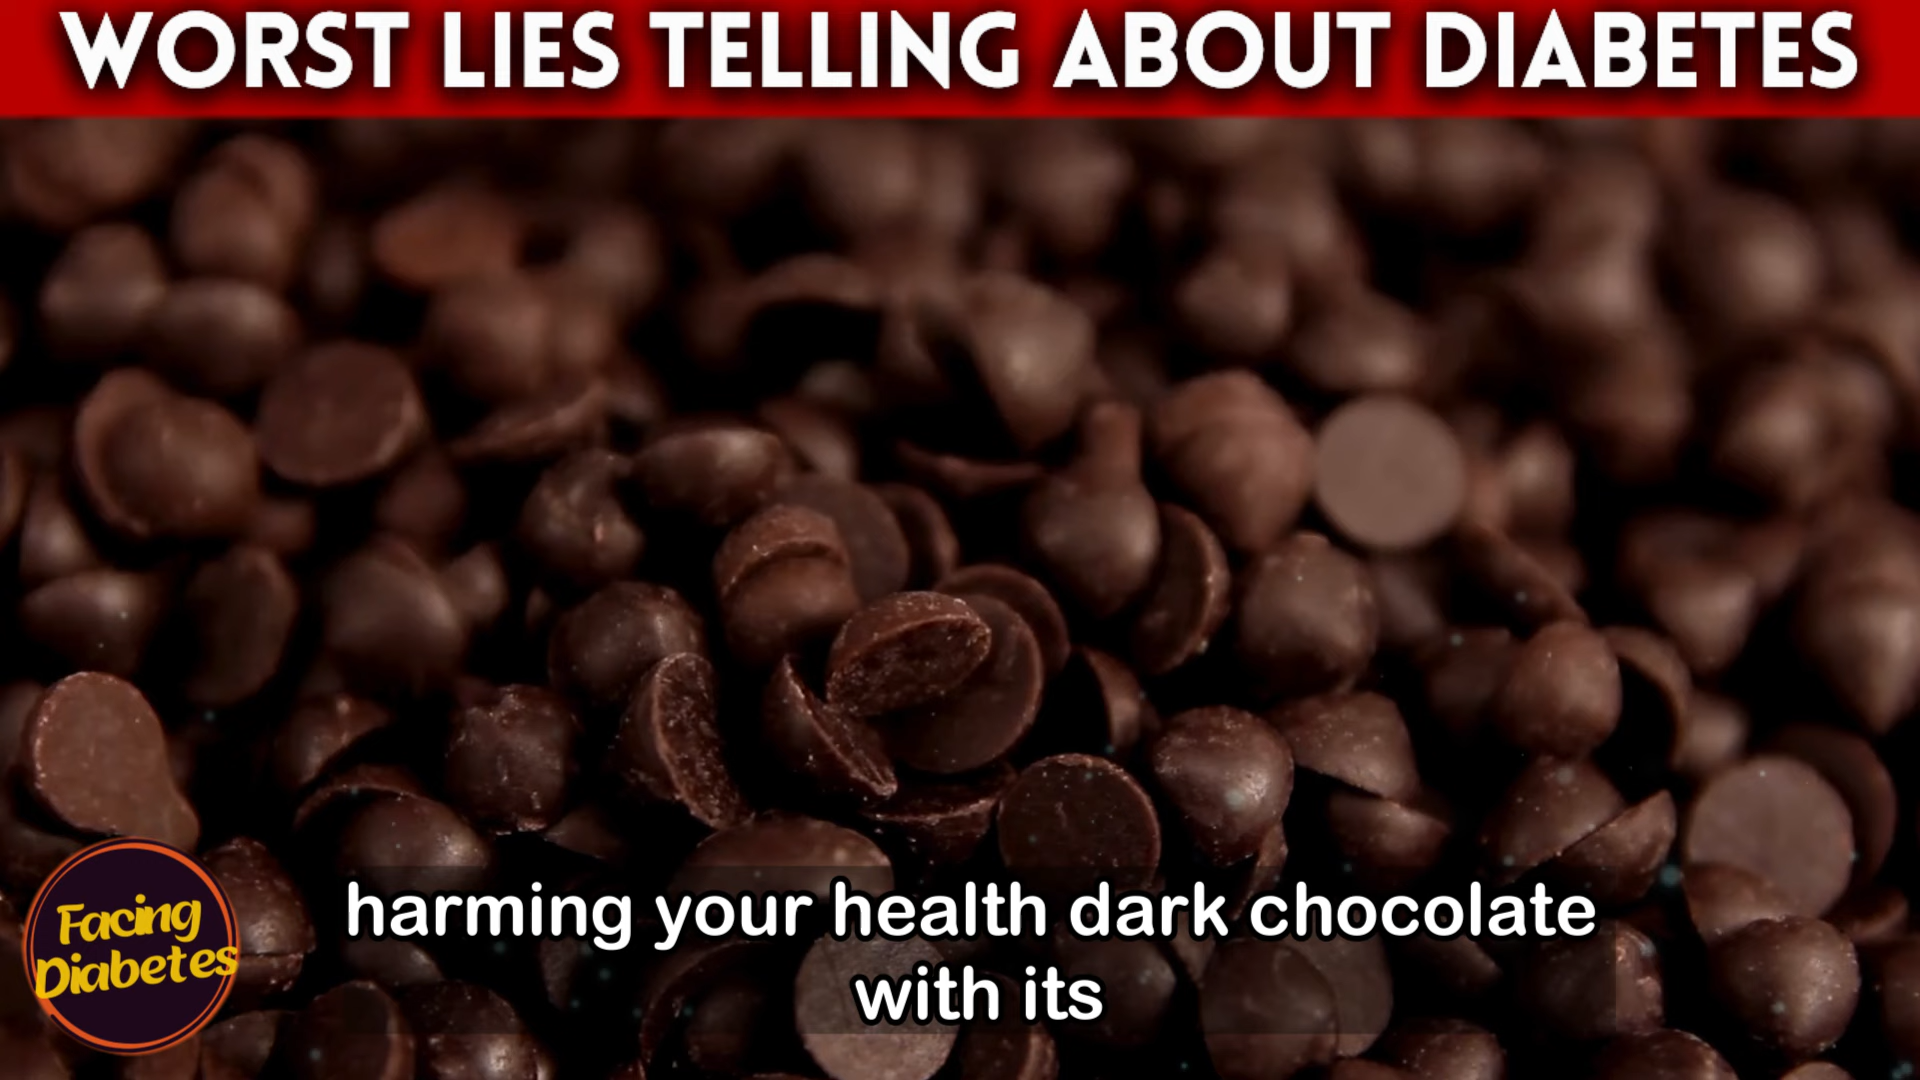 WORST LIES TELLING ABOUT DIABETES
harming your health dark chocolate
with its
Facing
Diabetes